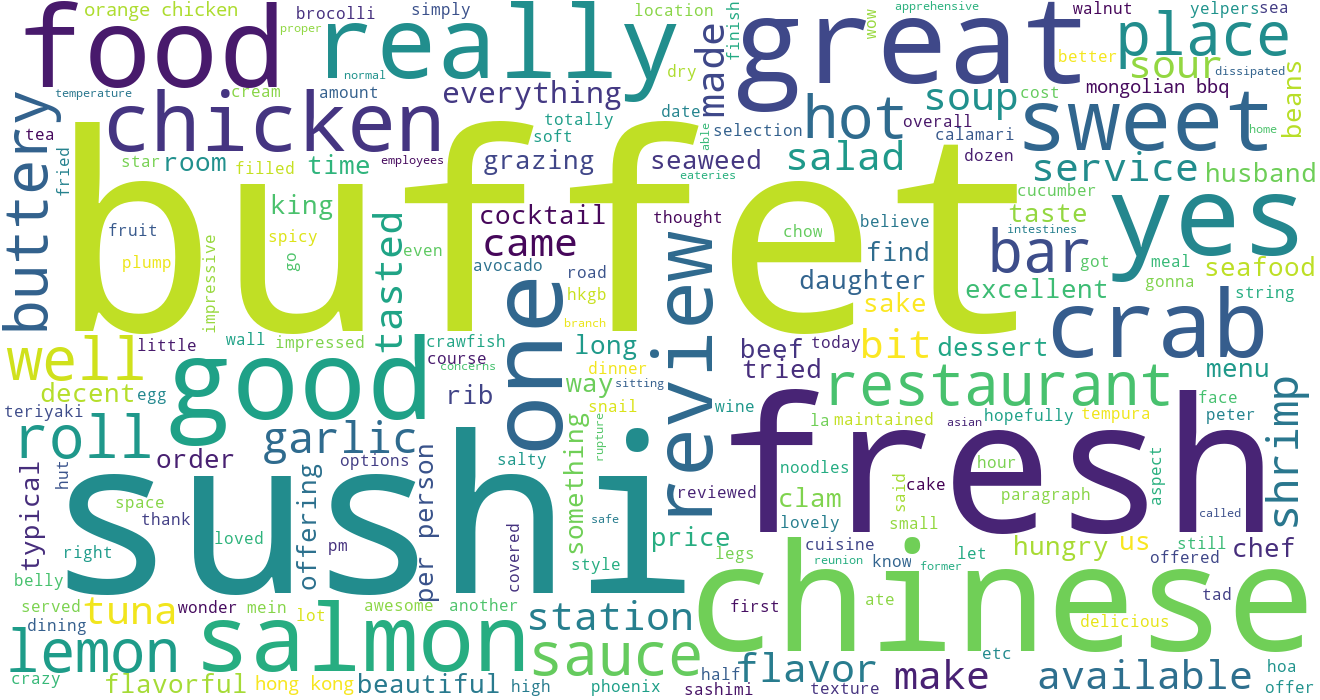 orange chicken
brocolli
simply
location
wow
apprehensive
walnut
yelpers
sea
food
proper
really
finish
great
place
normal
dry
better
sour
dissipated
temperature
cream
amount
everything
made
mongolian bbq
beans
chicken
date
hot
soup
cost
sweet
tea
totally
soft
selection
overall
calamari
home
buttery
fried
star
room
filled
time
employees
grazing
able
seaweed
salad
dozen
service
husband
eateries
buffet
king
cocktail
thought
believe
cucumber
taste
yes
fruit
spicy
tasted
came
chow
intestines
plump
impressive
go
even
avocado
road
review
find
bar
got
meal
seafood
hkgb
daughter
excellent
gonna
string
one
sake
branch
crab
well
little
wall
impressed
crawfish
long
beef
today
bit
dessert
good
course
concerns
dinner
tried
menu
decent
egg
rib
way
sitting
restaurant
face
teriyaki
snail
wine
la
maintained
hopefully
tempura
peter
shrimp
roll
garlic
something
rupture
asian
fresh
order
options
salty
noodles
hour
aspect
typical
hut
offering
per person
reviewed
clam
said
cake
paragraph
space
thank
safe
lovely
small
called
sushi
loved
pm
covered
price
right
style
legs
cuisine
hungry
us
still
chef
belly
reunion
know
former
let
offered
chinese
served
tuna
wonder
mein
lot
awesome
another
first
ate
tad
dining
station
delicious
lemon
salmon
sauce
flavor
etc
crazy
flavorful
hong kong
beautiful
high
phoenix
half
sashimi
texture
make
available
hoa
offer